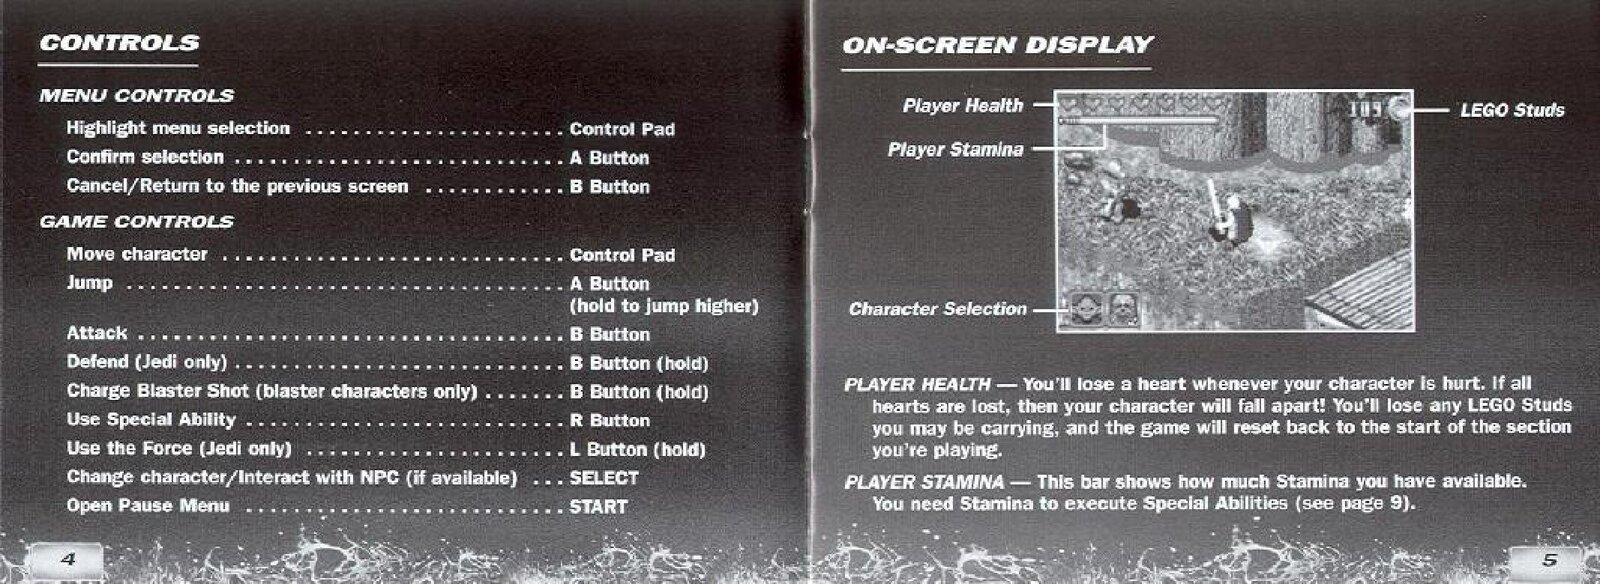 CONTROLS
MENU CONTROLS
Highlight menu selection ........................ Control Pad
Confirm selection .............................. A Button
Cancel/Return to the previous screen ............ B Button
GAME CONTROLS
Move character .............................. Control Pad
Jump ........................................ A Button
(hold to jump higher)
Attack ....................................... B Button
Defend (Jedi only) .............................. B Button (hold)
Charge Blaster Shot (blaster characters only) ....... B Button (hold)
Use Special Ability .............................. R Button
Use the Force (Jedi only) ........................ L Button (hold)
Change character/Interact with NPC (if available) ... SELECT
Open Pause Menu ............................ START
4
ON-SCREEN DISPLAY
Player Health
109
LEGO Studs
Player Stamina
Character Selection
PLAYER HEALTH — You'll lose a heart whenever your character is hurt. If all
hearts are lost, then your character will fall apart! You'll lose any LEGO Studs
you may be carrying, and the game will reset back to the start of the section
you're playing.
PLAYER STAMINA — This bar shows how much Stamina you have available.
You need Stamina to execute Special Abilities (see page 9).
5